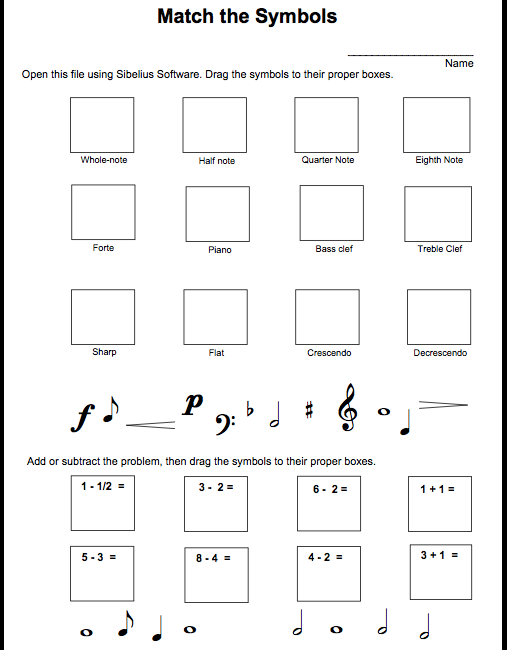 Match the Symbols
Name
Open this file using Sibelius Software. Drag the symbols to their proper boxes.
Whole-note Half note Quarter Note Eighth Note
Forte Piano Bass clef Treble Clef
Sharp Flat Crescendo Decrescendo
f p
Add or subtract the problem, then drag the symbols to their proper boxes.
1 - 1/2 = 3 - 2 = 6 - 2 = 1 + 1 =
5 - 3 = 8 - 4 = 4 - 2 = 3 + 1 =